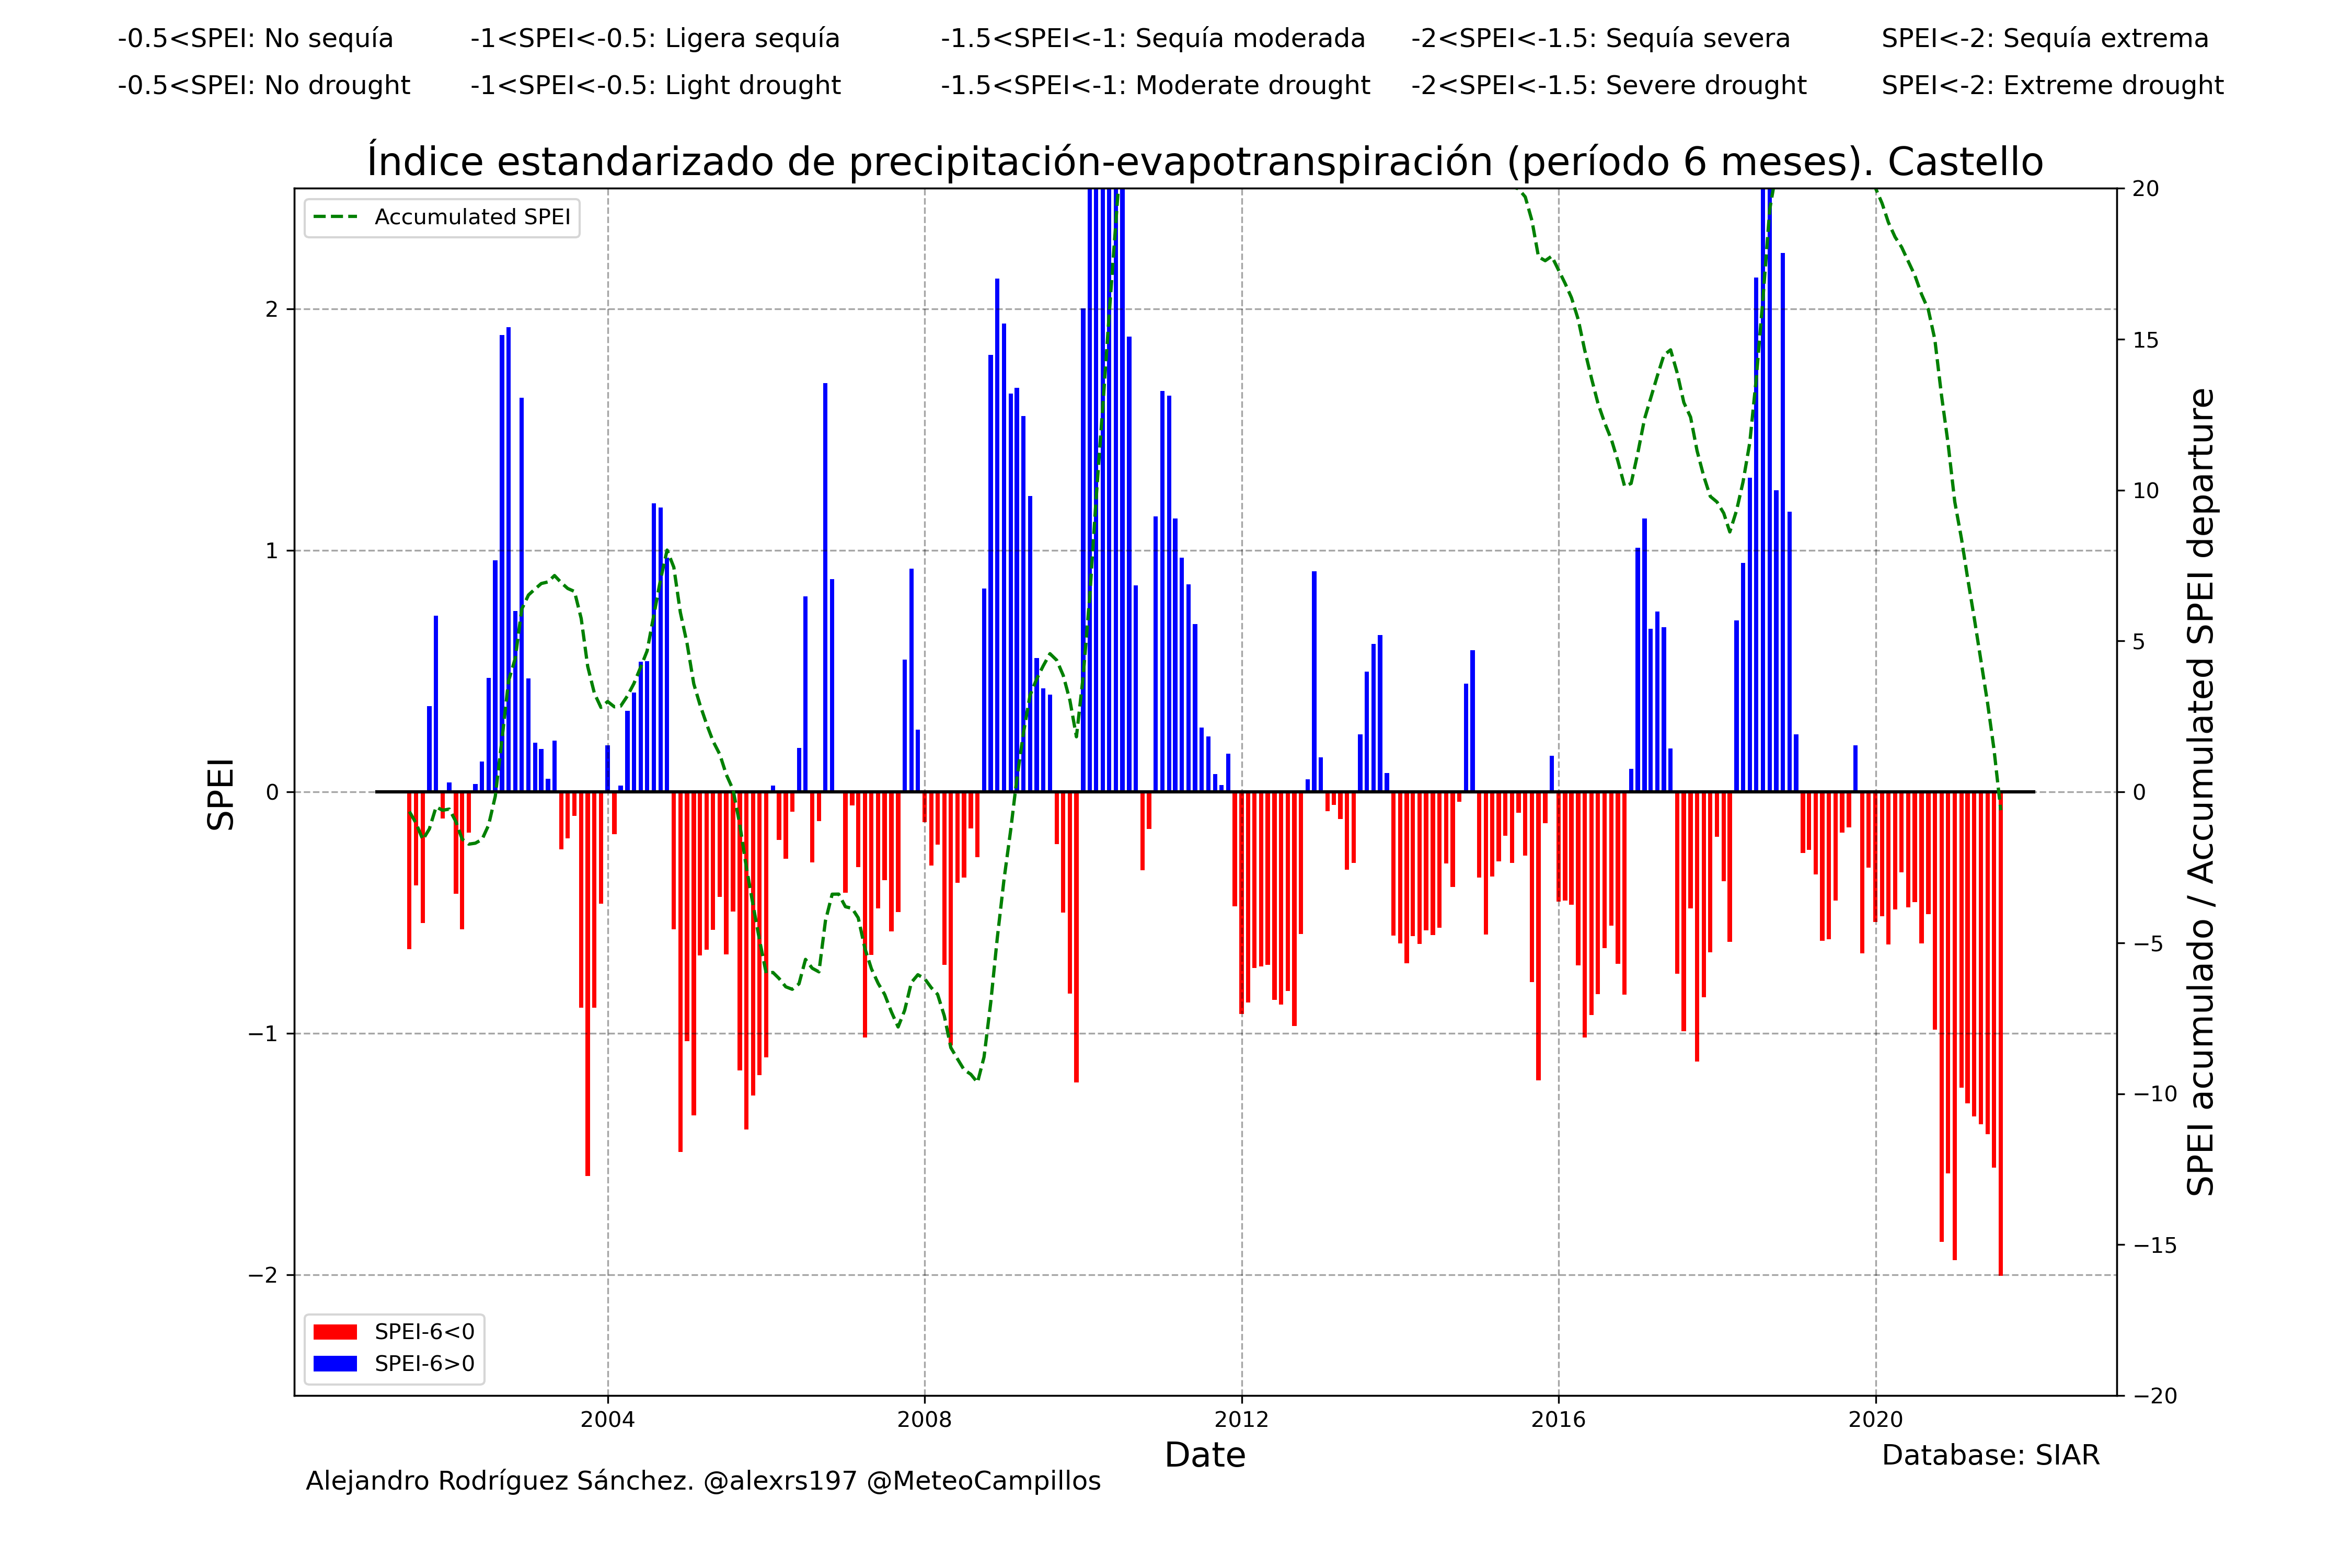 -0.5<SPEI: No sequía
-1<SPEI<-0.5: Ligera sequía
-1.5<SPEI<-1: Sequía moderada
-2<SPEI<-1.5: Sequía severa
SPEI<-2: Sequía extrema
-0.5<SPEI: No drought
-1<SPEI<-0.5: Light drought
-1.5<SPEI<-1: Moderate drought
-2<SPEI<-1.5: Severe drought
SPEI<-2: Extreme drought
Índice estandarizado de precipitación-evapotranspiración (período 6 meses). Castello
Accumulated SPEI
SPEI
2
1
0
−1
−2
20
15
10
5
0
−5
−10
−15
−20
SPEI acumulado / Accumulated SPEI departure
SPEI-6<0
SPEI-6>0
2004
2008
2012
2016
2020
Date
Database: SIAR
Alejandro Rodríguez Sánchez. @alexrs197 @MeteoCampillos